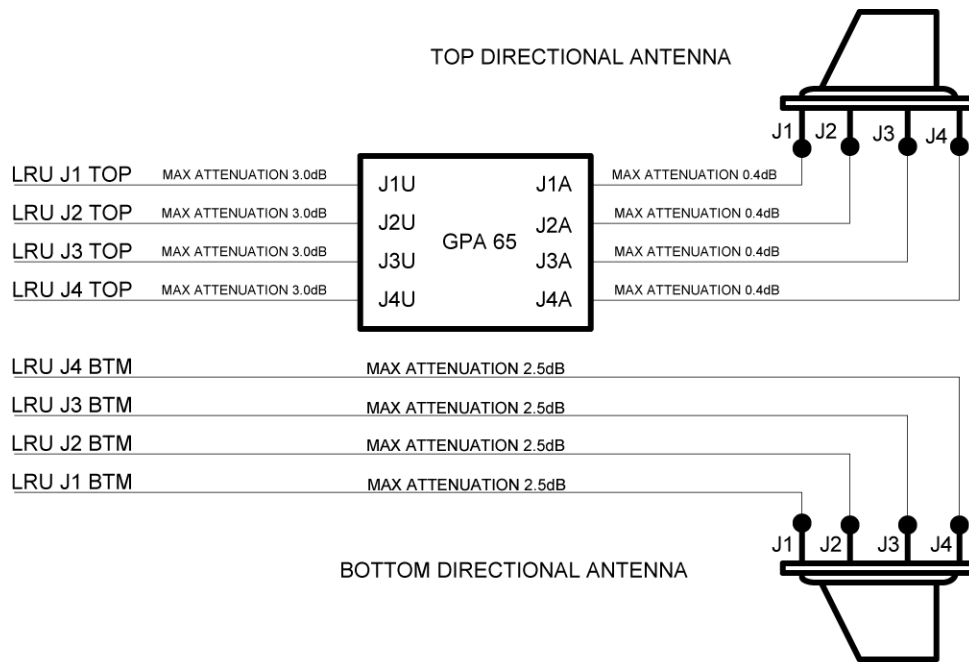 TOP DIRECTIONAL ANTENNA
J1 J2 J3 J4
LRU J1 TOP MAX ATTENUATION 3.0dB J1U J1A MAX ATTENUATION 0.4dB
LRU J2 TOP MAX ATTENUATION 3.0dB J2U J2A MAX ATTENUATION 0.4dB
GPA 65
LRU J3 TOP MAX ATTENUATION 3.0dB J3U J3A MAX ATTENUATION 0.4dB
LRU J4 TOP MAX ATTENUATION 3.0dB J4U J4A MAX ATTENUATION 0.4dB
LRU J4 BTM MAX ATTENUATION 2.5dB
LRU J3 BTM MAX ATTENUATION 2.5dB
LRU J2 BTM MAX ATTENUATION 2.5dB
LRU J1 BTM MAX ATTENUATION 2.5dB
J1 J2 J3 J4
BOTTOM DIRECTIONAL ANTENNA